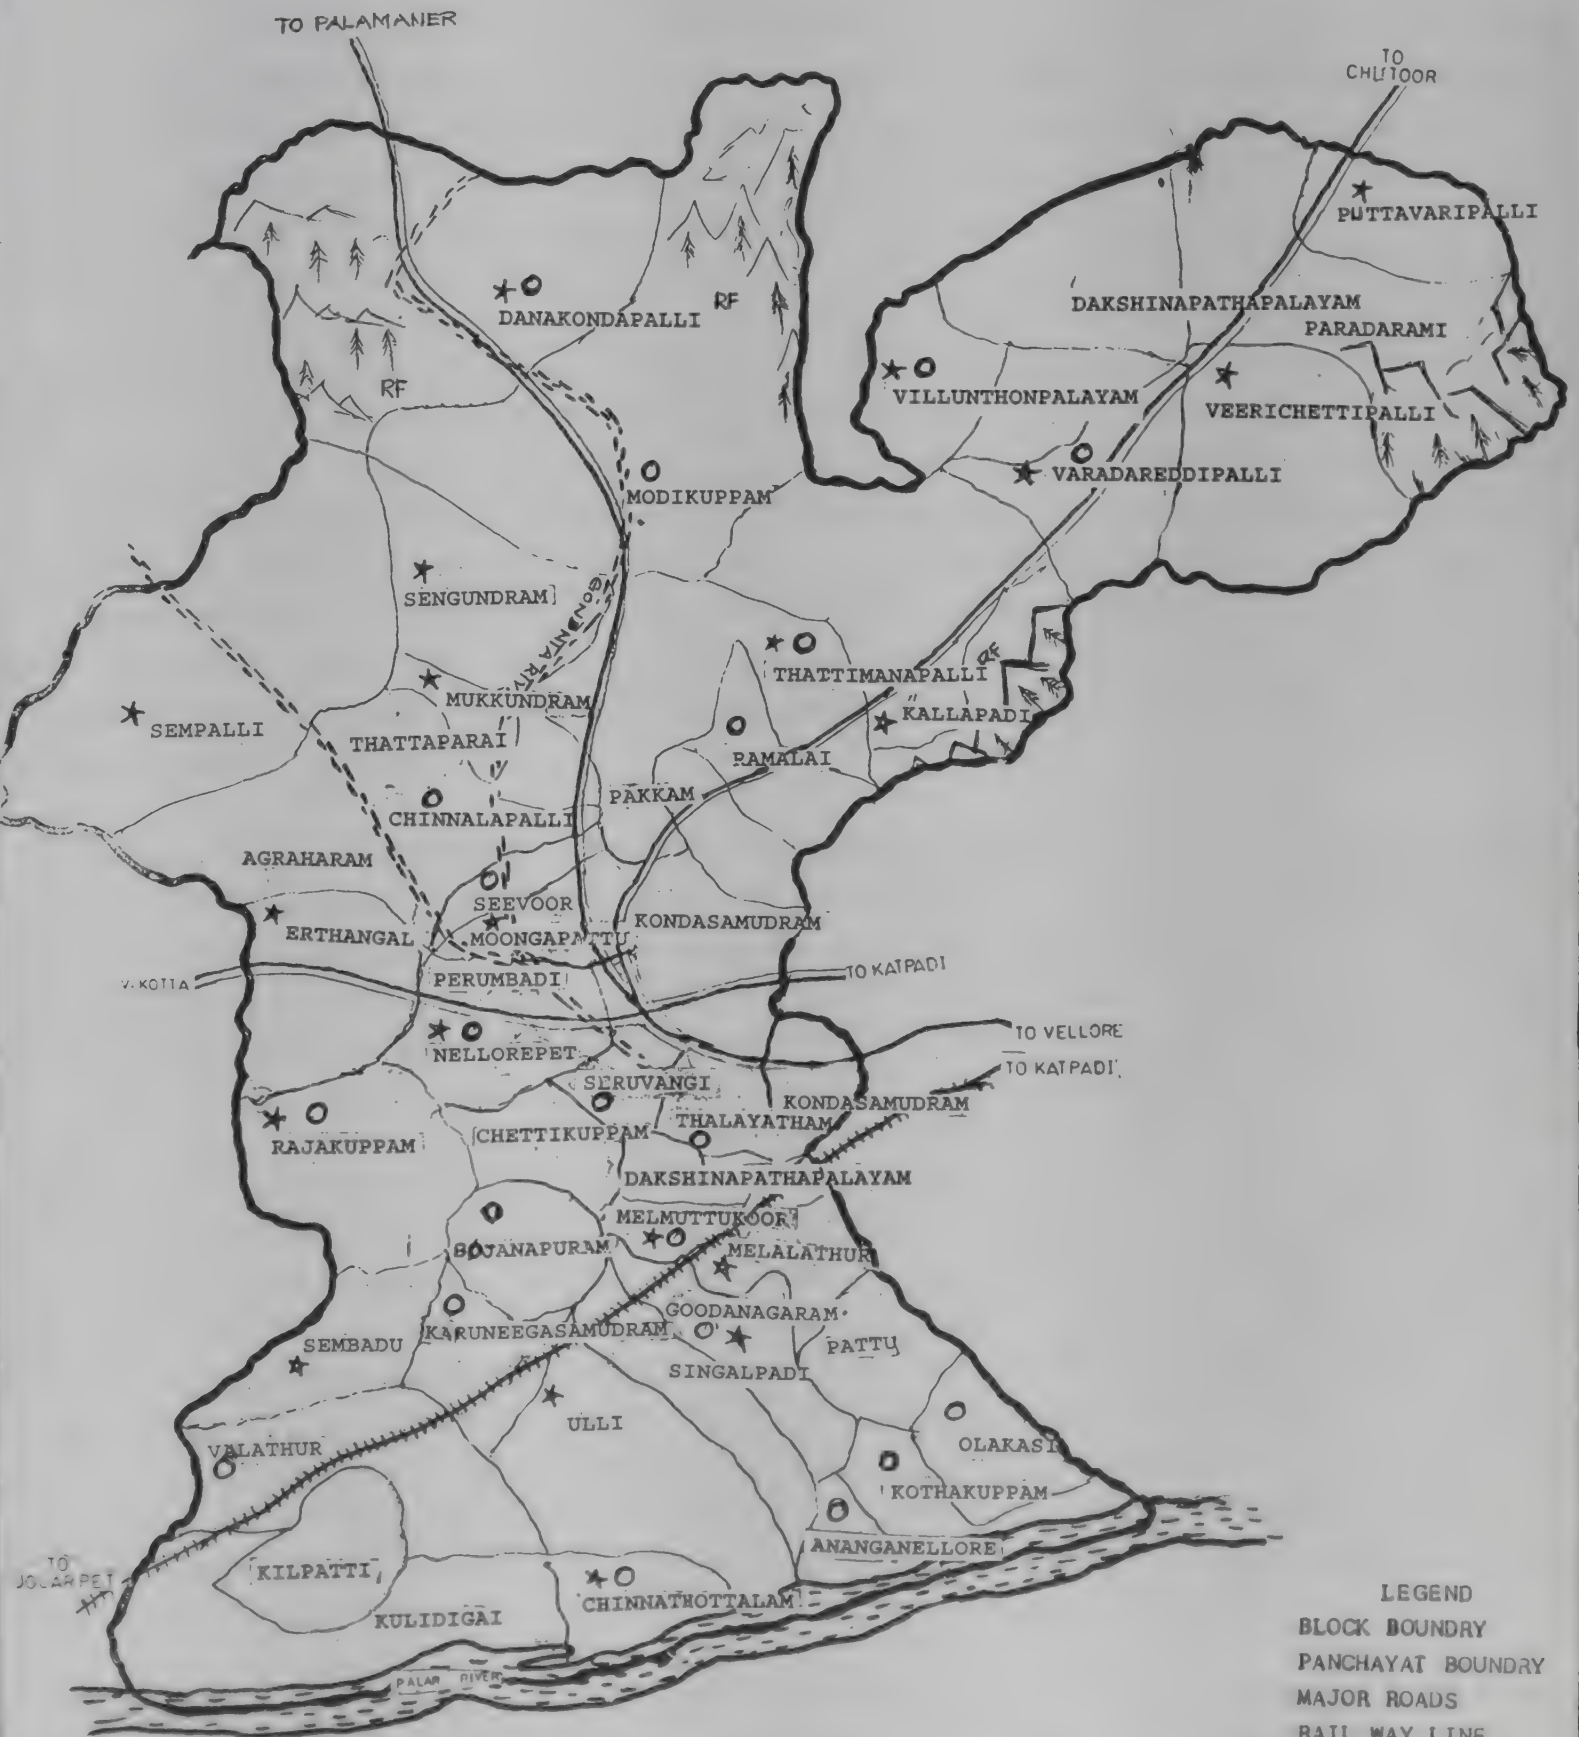 TO PALAMANER
TO
CHITOOR
PUTTAVARIPALLI
DAKSHINAPATHAPALAYAM
DANAKONDAPALLI
RF
PARADARAMI
RF
VILLUNTHONPALAYAM
VEERICHETTIPALLI
VARADAREDDIPALLI
MODIKUPPAM
SENGUNDRAM
THATTIMANAPALLI
RF
MUKKUNDRAM
KALLAPADI
SEMPALLI
THATTAPARAI
RAMALAI
PAKKAM
CHINNALAPALLI
AGRAHARAM
SEEVOOR
KONDASAMUDRAM
ERTHANGAL
MOONGAPATTU
V.KOTTA
PERUMBADI
TO KATPADI
TO VELLORE
NELLOREPET
TO KATPADI
SERUVANGI
KONDASAMUDRAM
THALAYATHAM
CHETTIKUPPAM
RAJAKUPPAM
DAKSHINAPATHAPALAYAM
MELMUTTUKOOR
BOJANAPURAM
MELALATHUR
GOODANAGARAM
KARUNEEGASAMUDRAM
SEMBADU
PATTU
SINGALPADI
ULLI
VALATHUR
OLAKASI
KOTHAKUPPAM
ANANGANELLORE
TO
JOLARPET
KILPATTI
CHINNATHOTTALAM
KULIDIGAI
PALAR RIVER
LEGEND
BLOCK BOUNDRY
PANCHAYAT BOUNDRY
MAJOR ROADS
RAIL WAY LINE